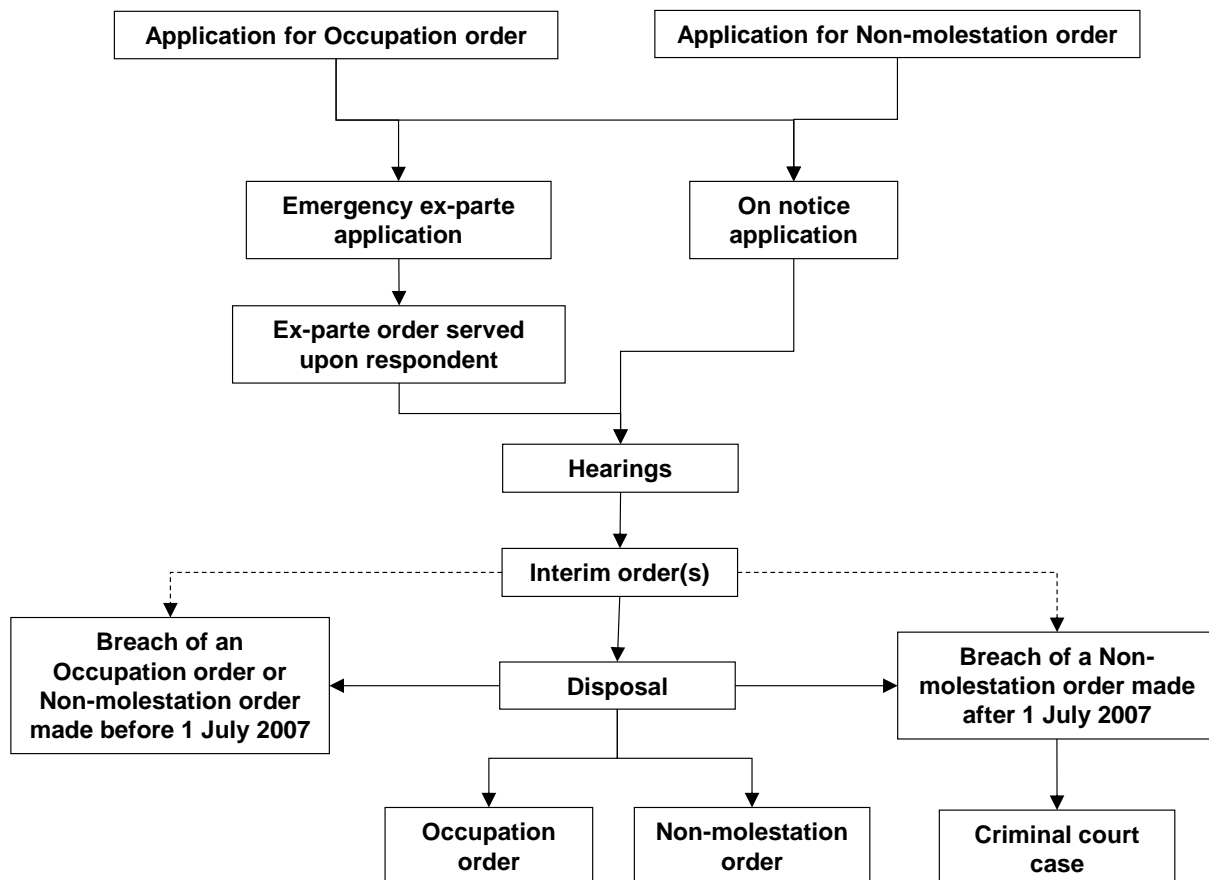 Application for Occupation order
Application for Non-molestation order
Emergency ex-parte
application
On notice
application
Ex-parte order served
upon respondent
Hearings
Interim order(s)
Breach of an
Occupation order or
Non-molestation order
made before 1 July 2007
Disposal
Breach of a Non-
molestation order made
after 1 July 2007
Occupation
order
Non-molestation
order
Criminal court
case